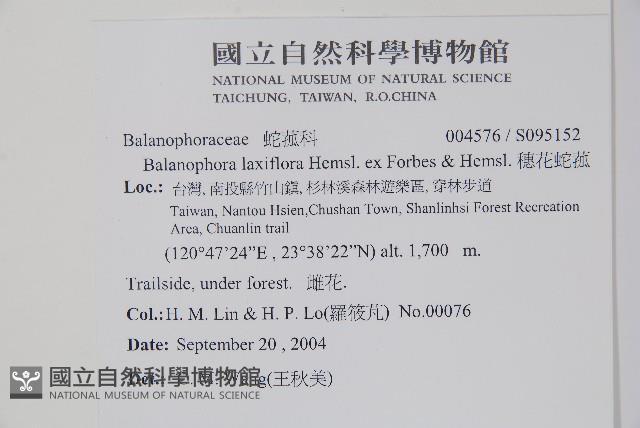 國立自然科學博物館
NATIONAL MUSEUM OF NATURAL SCIENCE
TAICHUNG, TAIWAN, R.O.CHINA
Balanophoraceae 蛇菰科 004576 / S095152
Balanophora laxiflora Hemsl. ex Forbes & Hemsl. 穗花蛇菰
Loc.: 台灣, 南投縣竹山鎮, 杉林溪森林遊樂區, 穿林步道
Taiwan, Nantou Hsien,Chushan Town, Shanlinhsi Forest Recreation
Area, Chuanlin trail
(120°47'24”E , 23°38'22”N) alt. 1,700 m.
Trailside, under forest. 雌花.
Col.: H. M. Lin & H. P. Lo(羅筱芃) No.00076
Date: September 20 , 2004
(王秋美)
國立自然科學博物館
NATIONAL MUSEUM OF NATURAL SCIENCE